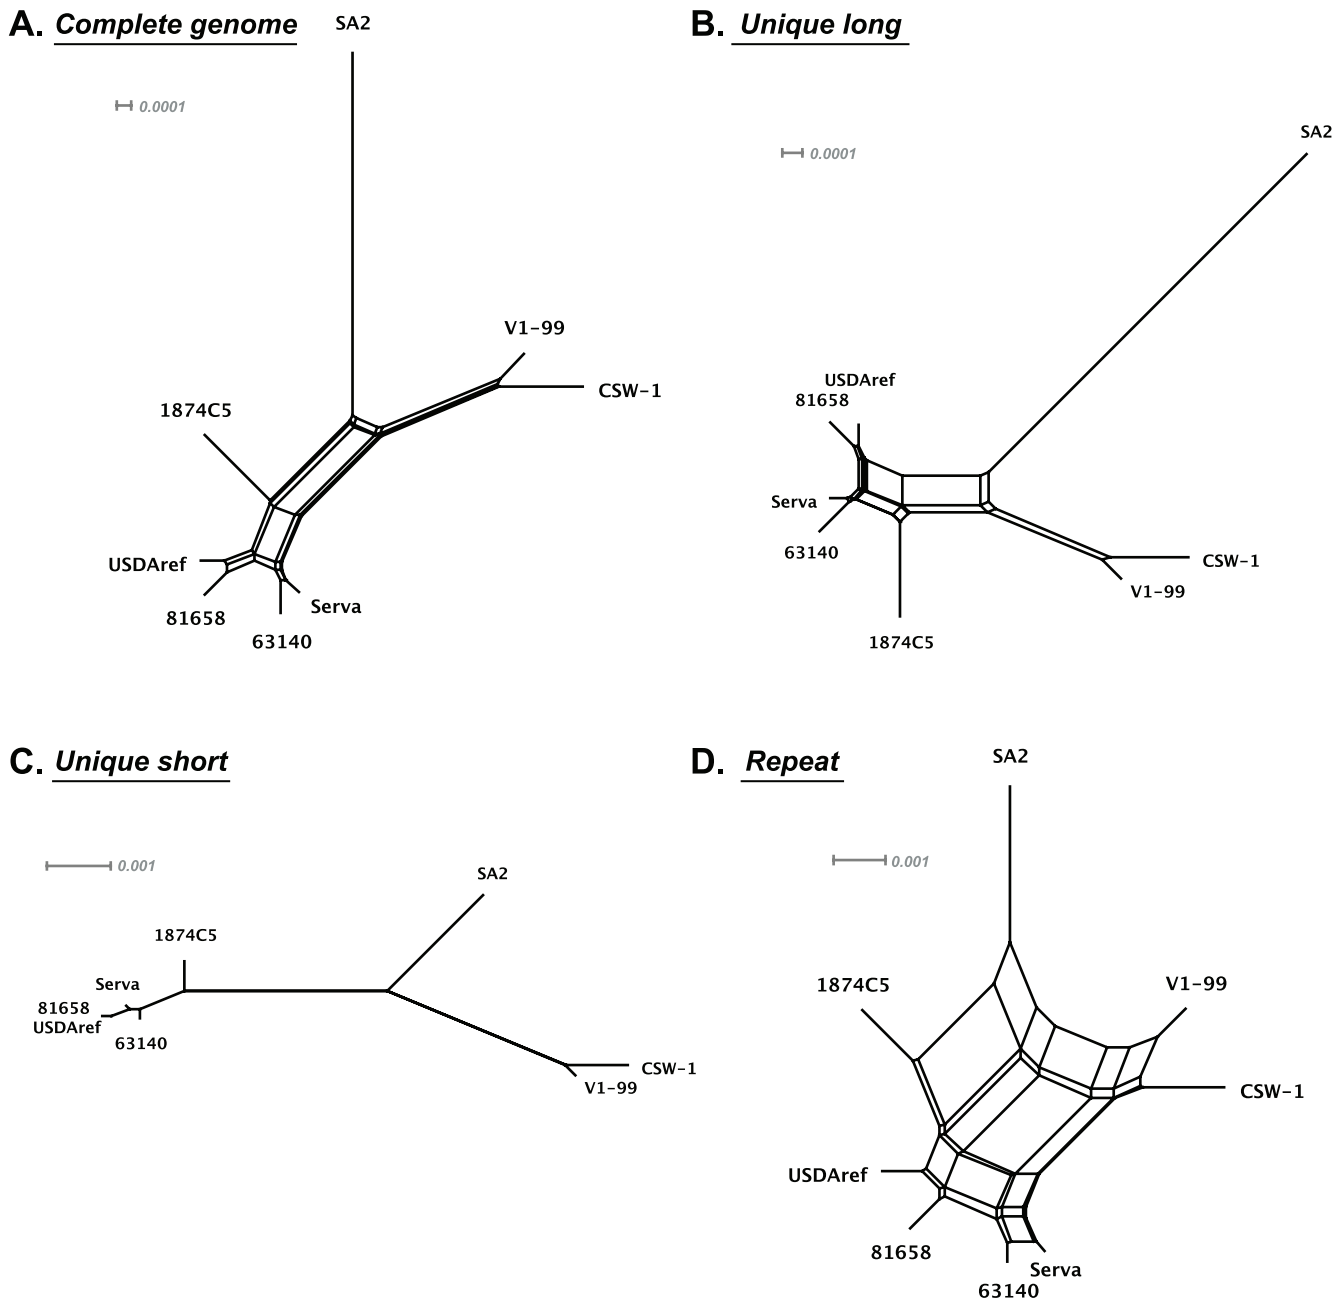 A. Complete genome
SA2
0.0001
V1-99
CSW-1
1874C5
USDAref
81658
Serva
63140
B. Unique long
SA2
0.0001
USDAref
81658
Serva
63140
CSW-1
V1-99
1874C5
C. Unique short
0.001
SA2
1874C5
Serva
81658
USDAref
63140
CSW-1
V1-99
D. Repeat
SA2
0.001
1874C5
V1-99
CSW-1
USDAref
81658
Serva
63140